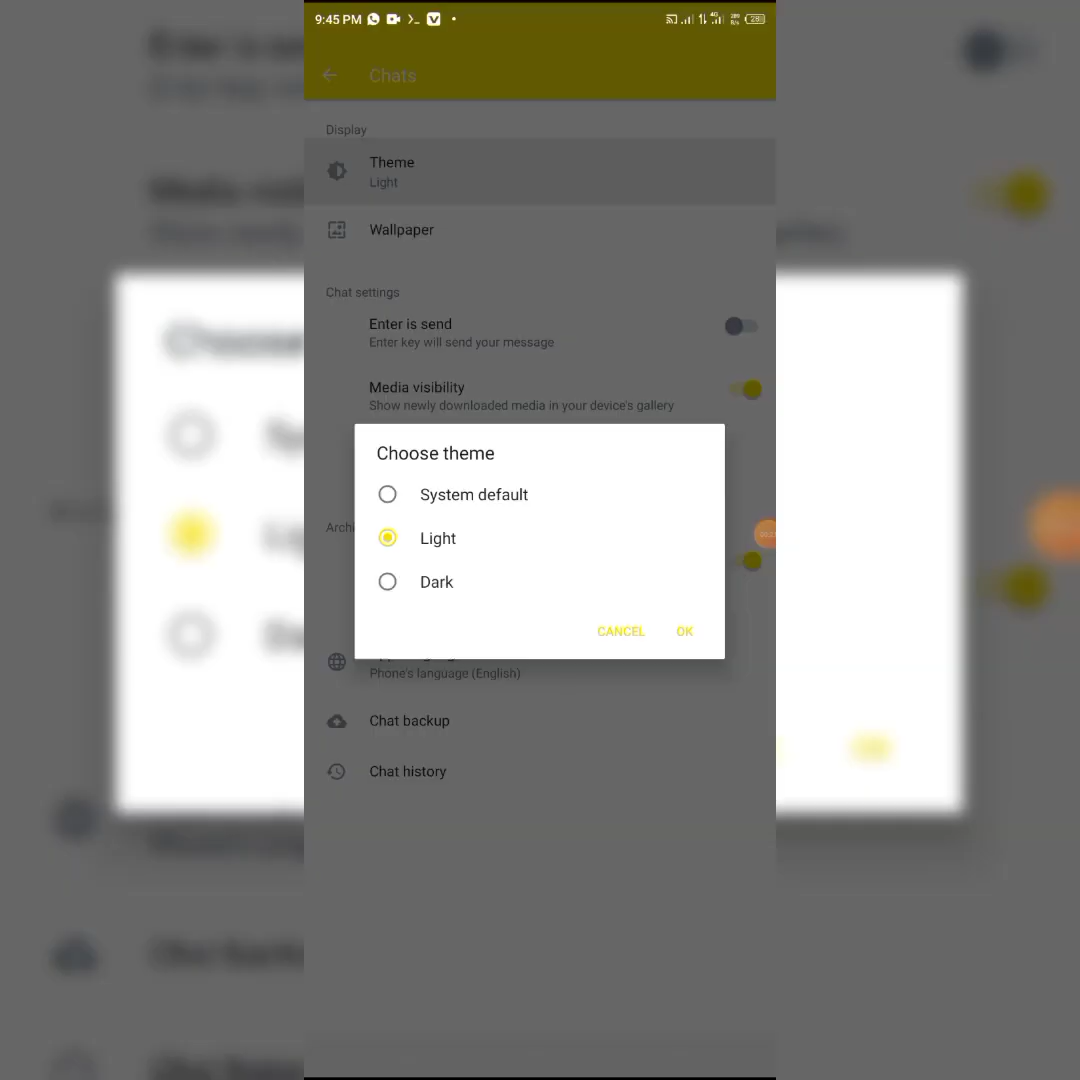 9:45 PM
Chats
Display
Theme
Light
Wallpaper
Chat settings
Enter is send
Enter key will send your message
Media visibility
Show newly downloaded media in your device's gallery
Choose theme
System default
Light
Dark
CANCEL OK
Phone's language (English)
Chat backup
Chat history